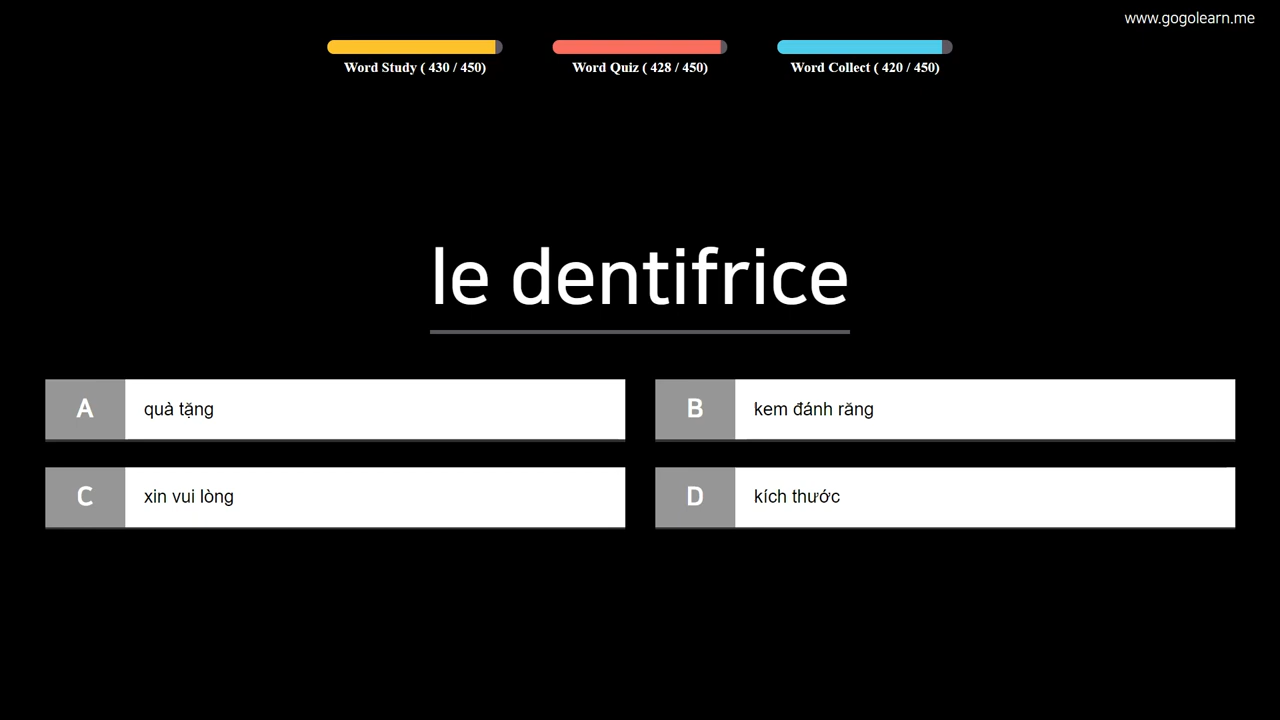 www.gogolearn.me
Word Study ( 430 / 450)
Word Quiz ( 428 / 450)
Word Collect ( 420 / 450)
le dentifrice
A quà tặng
B kem đánh răng
C xin vui lòng
D kích thước